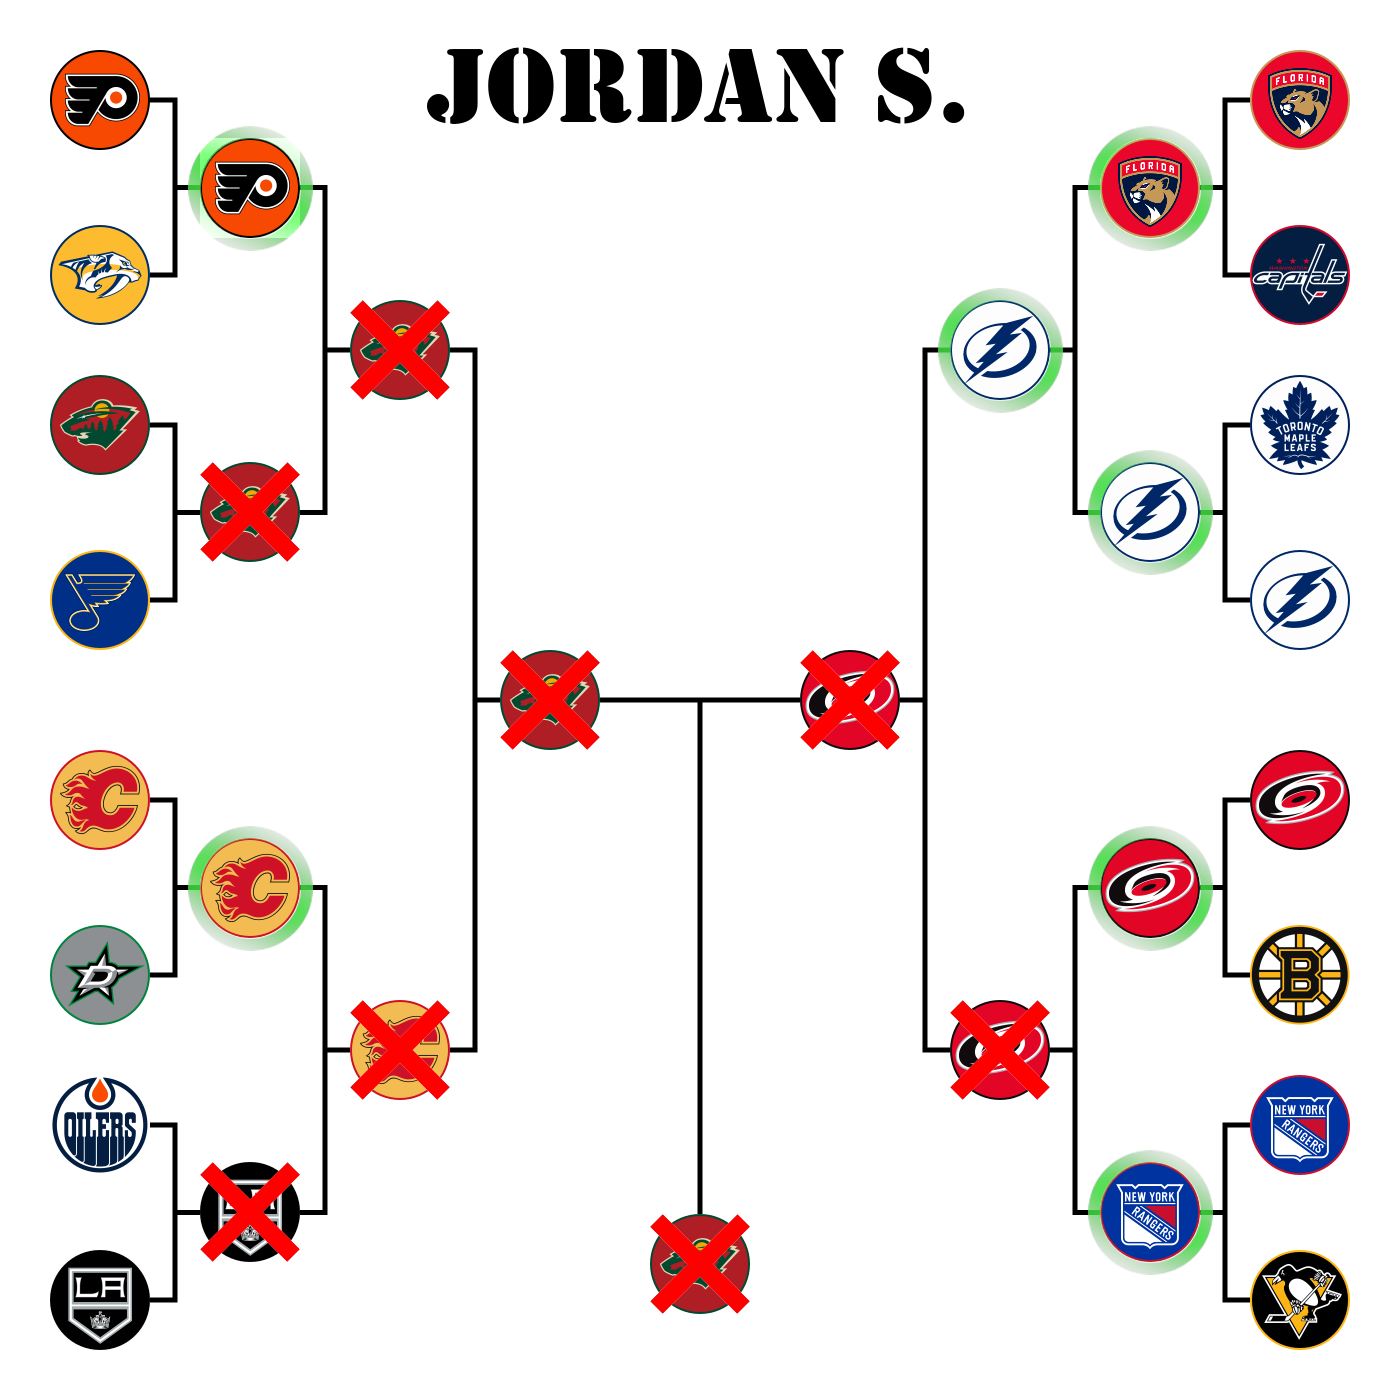 JORDAN S.
FLORIDA
FLORIDA
capitals
TORONTO
MAPLE
LEAFS
C
C
B
OILERS
NEW YORK
RANGERS
NEW YORK
RANGERS
LA